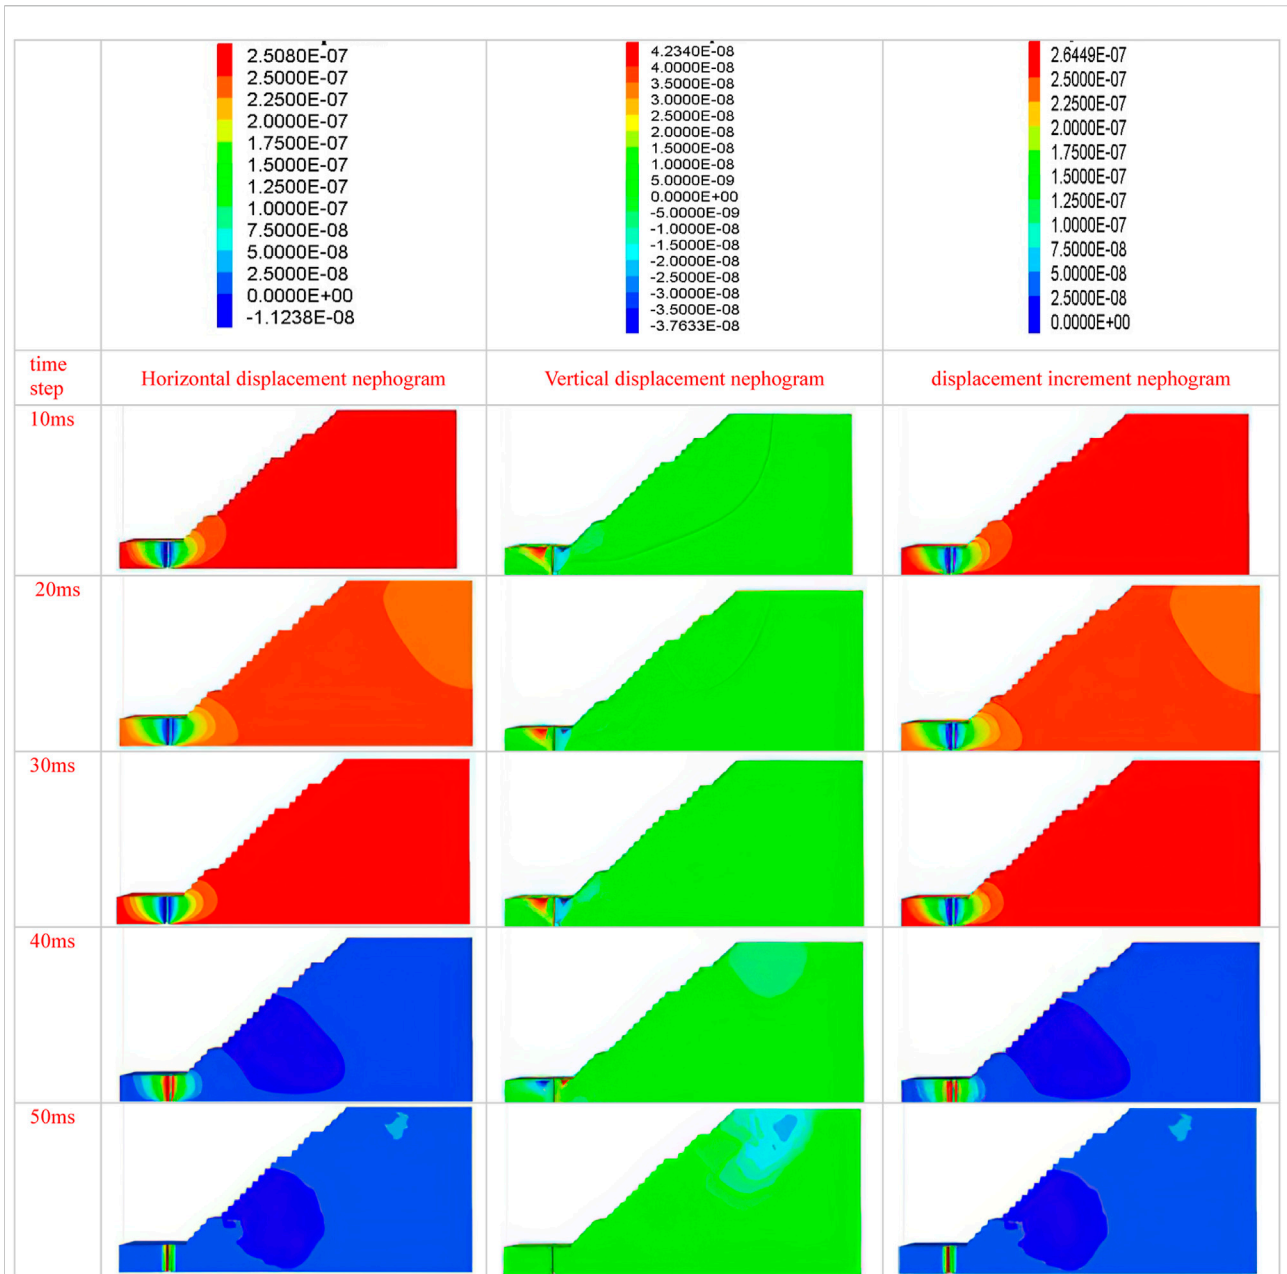 2.5080E-07
2.5000E-07
2.2500E-07
2.0000E-07
1.7500E-07
1.5000E-07
1.2500E-07
1.0000E-07
7.5000E-08
5.0000E-08
2.5000E-08
0.0000E+00
-1.1238E-08
4.2340E-08
4.0000E-08
3.5000E-08
3.0000E-08
2.5000E-08
2.0000E-08
1.5000E-08
1.0000E-08
5.0000E-09
0.0000E+00
-5.0000E-09
-1.0000E-08
-1.5000E-08
-2.0000E-08
-2.5000E-08
-3.0000E-08
-3.5000E-08
-3.7633E-08
2.6449E-07
2.5000E-07
2.2500E-07
2.0000E-07
1.7500E-07
1.5000E-07
1.2500E-07
1.0000E-07
7.5000E-08
5.0000E-08
2.5000E-08
0.0000E+00
time
step
Horizontal displacement nephogram
Vertical displacement nephogram
displacement increment nephogram
10ms
20ms
30ms
40ms
50ms